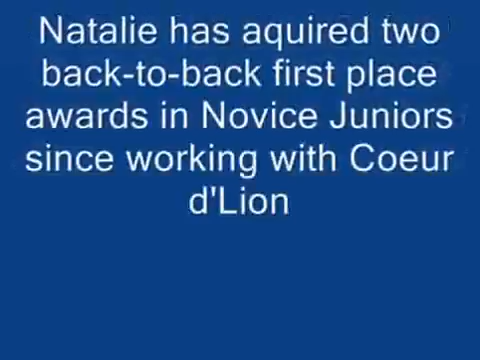 Natalie has aquired two
back-to-back first place
awards in Novice Juniors
since working with Coeur
d'Lion